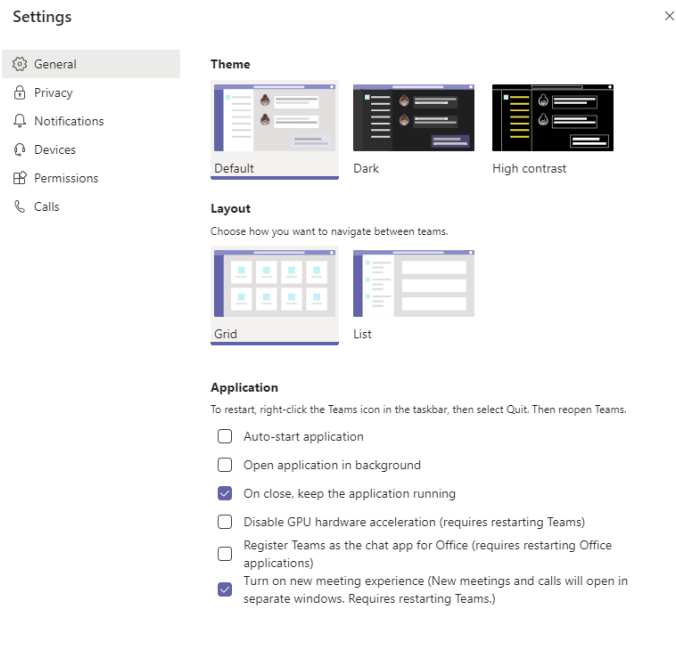 Settings
General
Privacy
Notifications
Devices
Permissions
Calls
Theme
Default
Dark
High contrast
Layout
Choose how you want to navigate between teams.
Grid
List
Application
To restart, right-click the Teams icon in the taskbar, then select Quit. Then reopen Teams.
Auto-start application
Open application in background
On close, keep the application running
Disable GPU hardware acceleration (requires restarting Teams)
Register Teams as the chat app for Office (requires restarting Office
applications)
Turn on new meeting experience (New meetings and calls will open in
separate windows. Requires restarting Teams.)